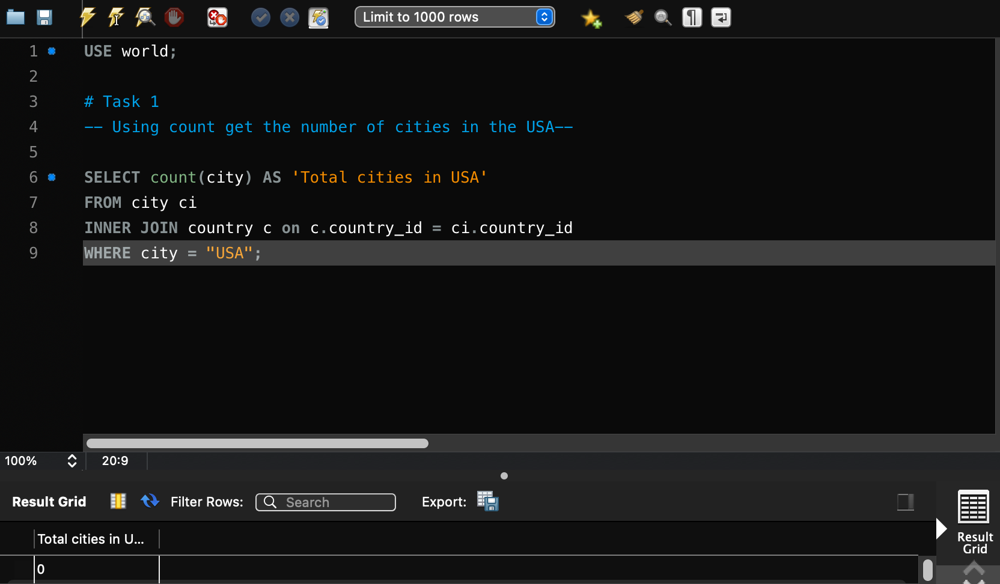 Limit to 1000 rows
1 USE world;
2
3 # Task 1
4 -- Using count get the number of cities in the USA--
5
6 SELECT count(city) AS 'Total cities in USA'
7 FROM city ci
8 INNER JOIN country c on c.country_id = ci.country_id
9 WHERE city = "USA";
100% 20:9
Result Grid Filter Rows: Search Export:
Total cities in U...
0
Result
Grid